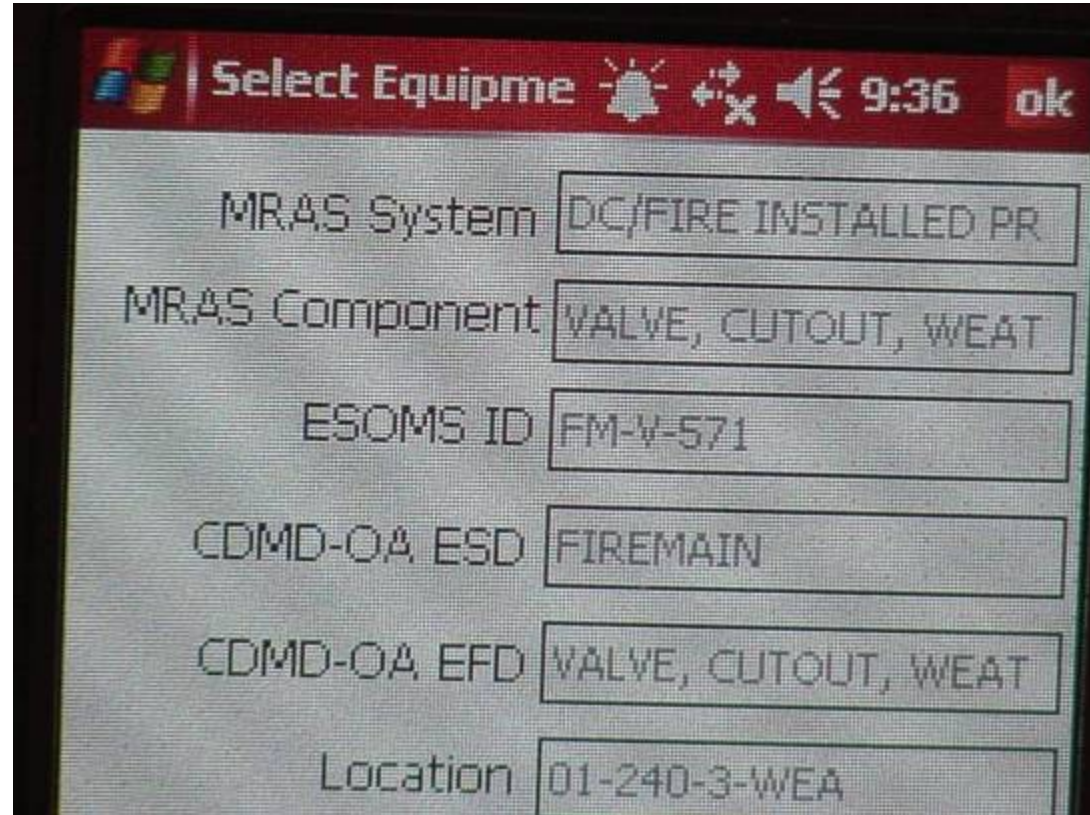 Select Equipme 9:36 ok
MRAS System DC/FIRE INSTALLED PR
MRAS Component VALVE, CUTOUT, WEAT
ESOMS ID FM-V-571
CDMD-OA ESD FIREMAIN
CDMD-OA EFD VALVE, CUTOUT, WEAT
Location 01-240-3-WEA